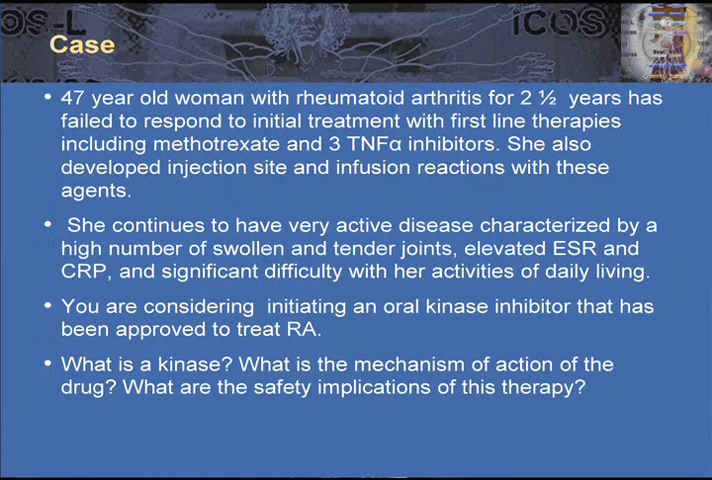 OS-L
ICOS
Case
• 47 year old woman with rheumatoid arthritis for 2 ½ years has
failed to respond to initial treatment with first line therapies
including methotrexate and 3 TNFα inhibitors. She also
developed injection site and infusion reactions with these
agents.
• She continues to have very active disease characterized by a
high number of swollen and tender joints, elevated ESR and
CRP, and significant difficulty with her activities of daily living.
• You are considering initiating an oral kinase inhibitor that has
been approved to treat RA.
• What is a kinase? What is the mechanism of action of the
drug? What are the safety implications of this therapy?